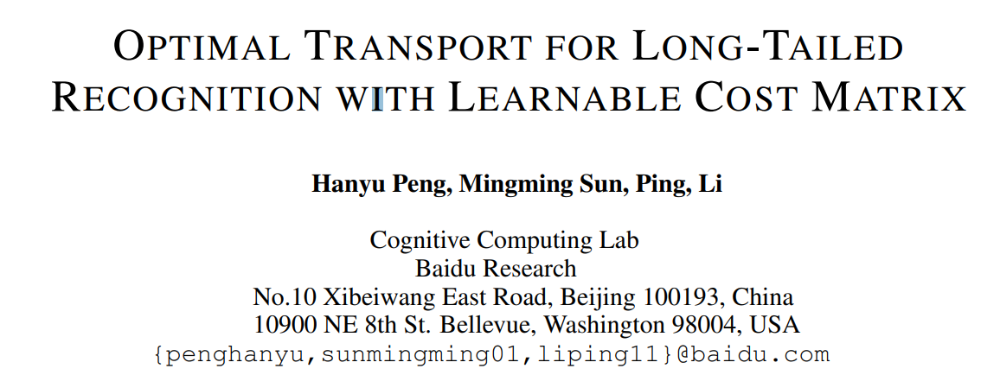 OPTIMAL TRANSPORT FOR LONG-TAILED
RECOGNITION WITH LEARNABLE COST MATRIX
Hanyu Peng, Mingming Sun, Ping, Li
Cognitive Computing Lab
Baidu Research
No.10 Xibeiwang East Road, Beijing 100193, China
10900 NE 8th St. Bellevue, Washington 98004, USA
{penghanyu,sunmingming01,liping11}@baidu.com